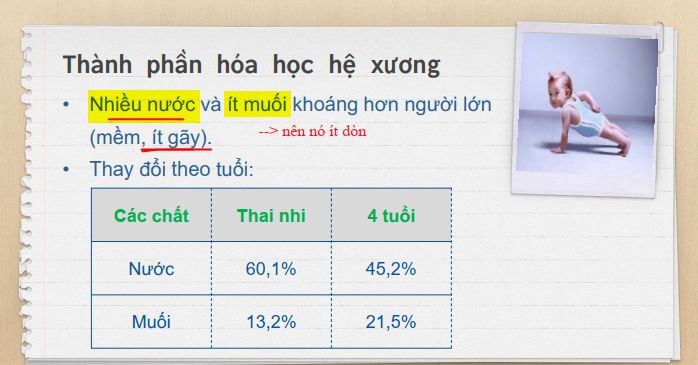 Thành phần hóa học hệ xương
• Nhiều nước và ít muối khoáng hơn người lớn
(mềm, ít gãy).
--> nên nó ít dòn
• Thay đổi theo tuổi:
Các chất Thai nhi 4 tuổi
Nước 60,1% 45,2%
Muối 13,2% 21,5%